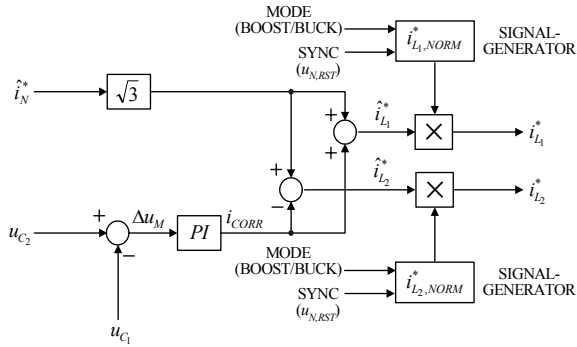 MODE
(BOOST/BUCK)
SYNC
(u_{N,RST})
i^*_{L_1,NORM}
SIGNAL-
GENERATOR
î^*_N
√3
+
+
î^*_{L_1}
×
i^*_{L_1}
+
−
î^*_{L_2}
×
i^*_{L_2}
u_{C_2}
+
−
Δu_M
PI
i_{CORR}
MODE
(BOOST/BUCK)
SYNC
(u_{N,RST})
i^*_{L_2,NORM}
SIGNAL-
GENERATOR
u_{C_1}